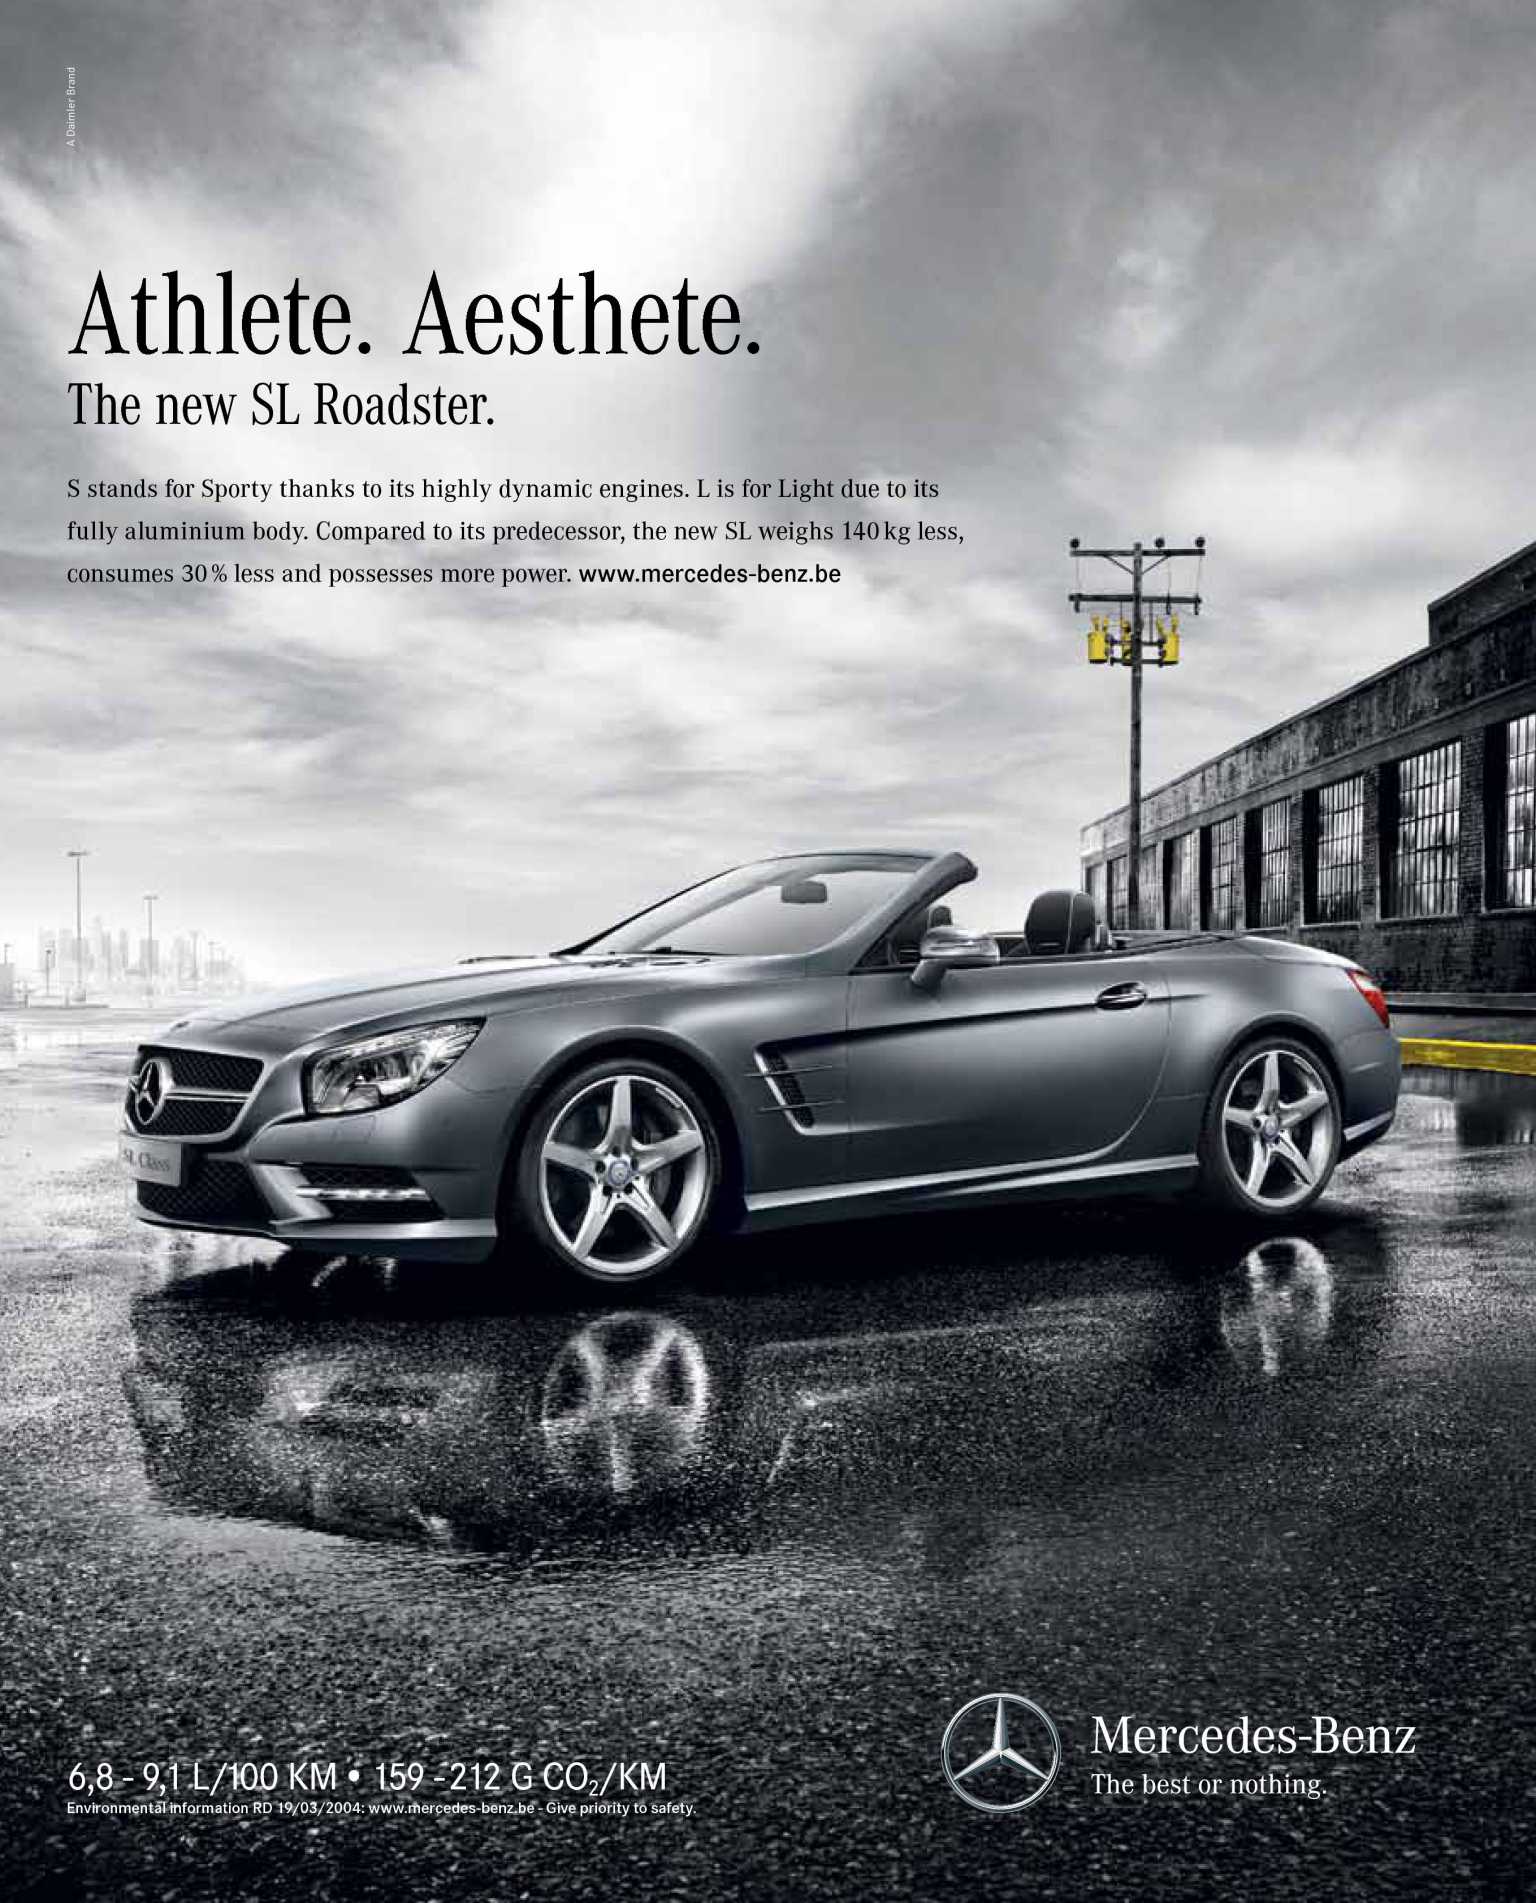 A Daimler Brand
Athlete. Aesthete.
The new SL Roadster.
S stands for Sporty thanks to its highly dynamic engines. L is for Light due to its
fully aluminium body. Compared to its predecessor, the new SL weighs 140 kg less,
consumes 30 % less and possesses more power. www.mercedes-benz.be
SL Class
6,8 - 9,1 L/100 KM • 159 -212 G CO₂/KM
Environmental information RD 19/03/2004: www.mercedes-benz.be - Give priority to safety.
Mercedes-Benz
The best or nothing.